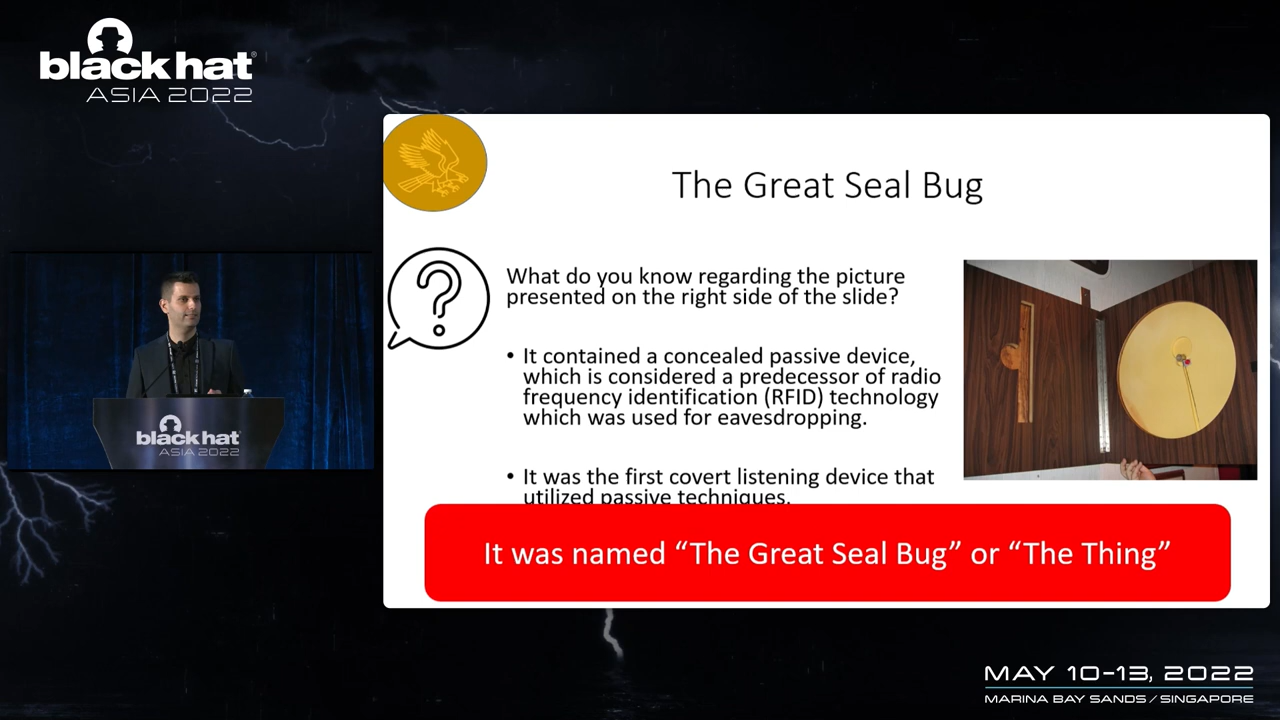 black hat®
ASIA 2022
The Great Seal Bug
What do you know regarding the picture
presented on the right side of the slide?
• It contained a concealed passive device,
which is considered a predecessor of radio
frequency identification (RFID) technology
which was used for eavesdropping.
• It was the first covert listening device that
utilized passive techniques.
It was named “The Great Seal Bug” or “The Thing”
black hat
ASIA 2022
MAY 10-13, 2022
MARINA BAY SANDS / SINGAPORE